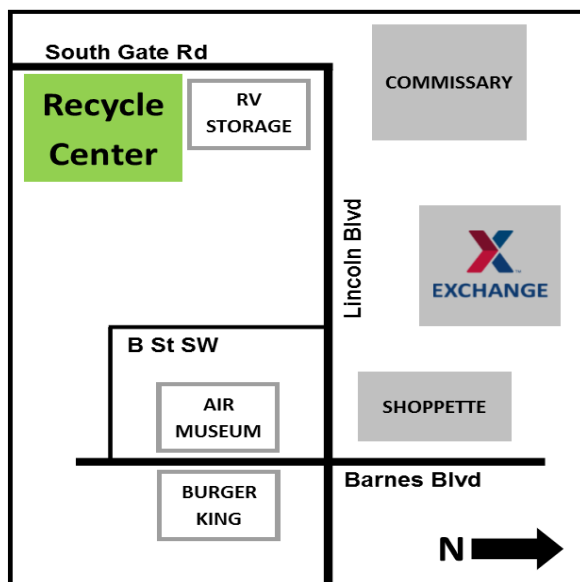 South Gate Rd
Recycle
Center
RV
STORAGE
COMMISSARY
Lincoln Blvd
X
EXCHANGE
B St SW
AIR
MUSEUM
SHOPPETTE
Barnes Blvd
BURGER
KING
N